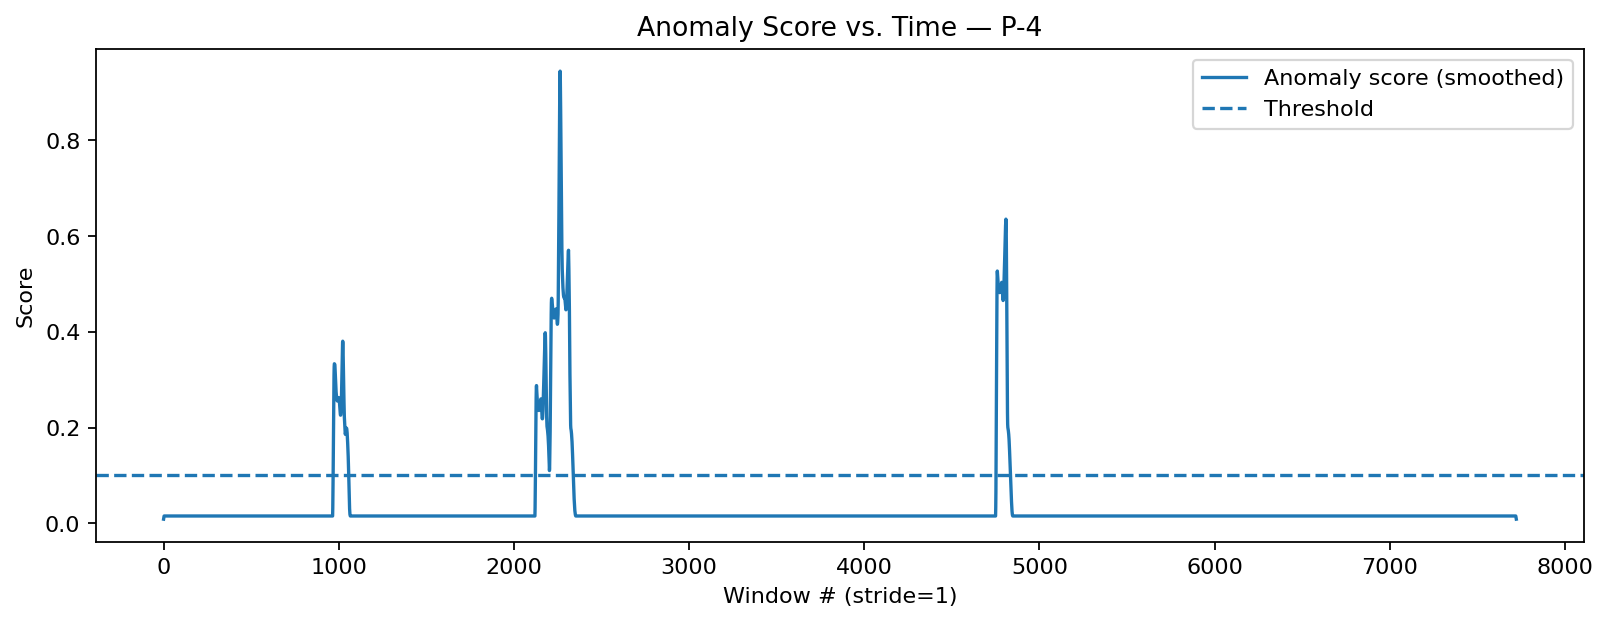 Anomaly Score vs. Time — P-4
Anomaly score (smoothed)
Threshold
Score
0.8
0.6
0.4
0.2
0.0
0 1000 2000 3000 4000 5000 6000 7000 8000
Window # (stride=1)